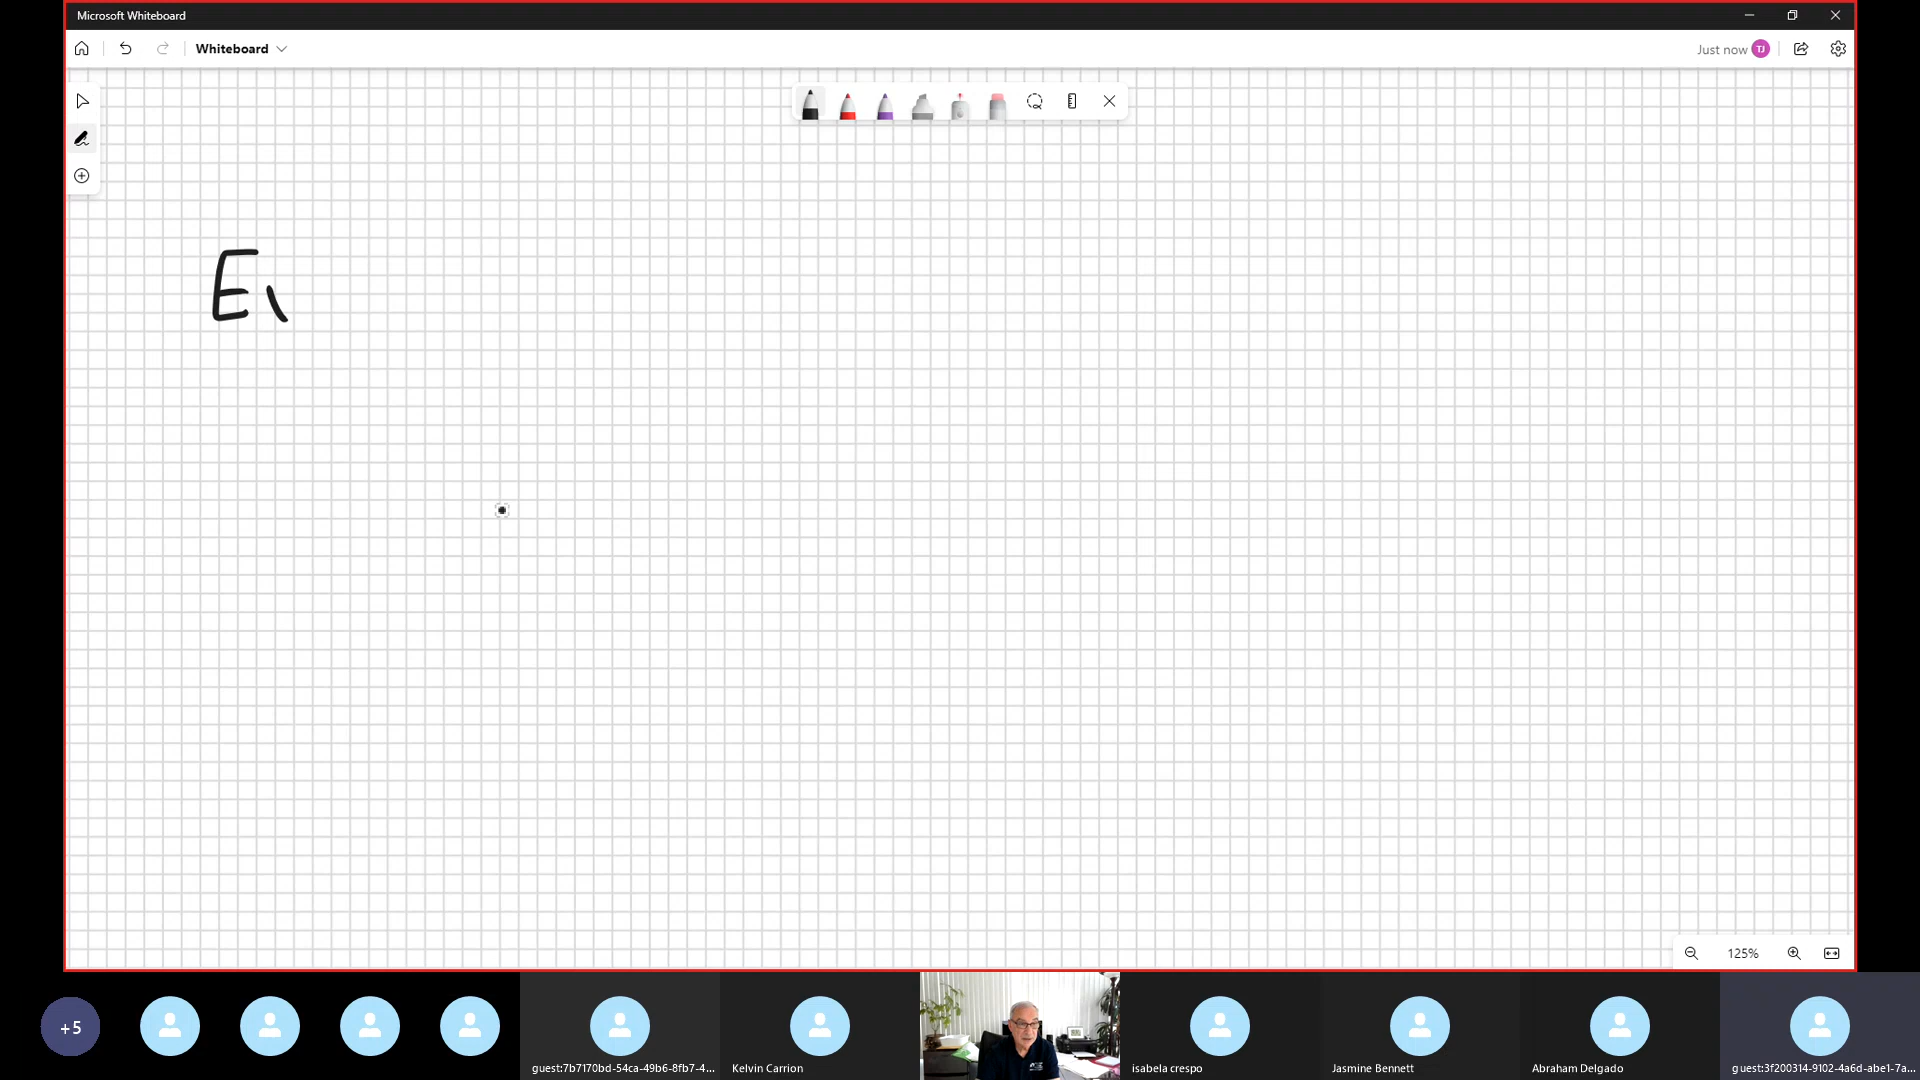 Microsoft Whiteboard
Whiteboard
Just now TJ
E
125%
+5
guest:7b7170bd-54ca-49b6-8fb7-4...
Kelvin Carrion
isabela crespo
Jasmine Bennett
Abraham Delgado
guest:3f200314-9102-4a6d-abe1-7a...